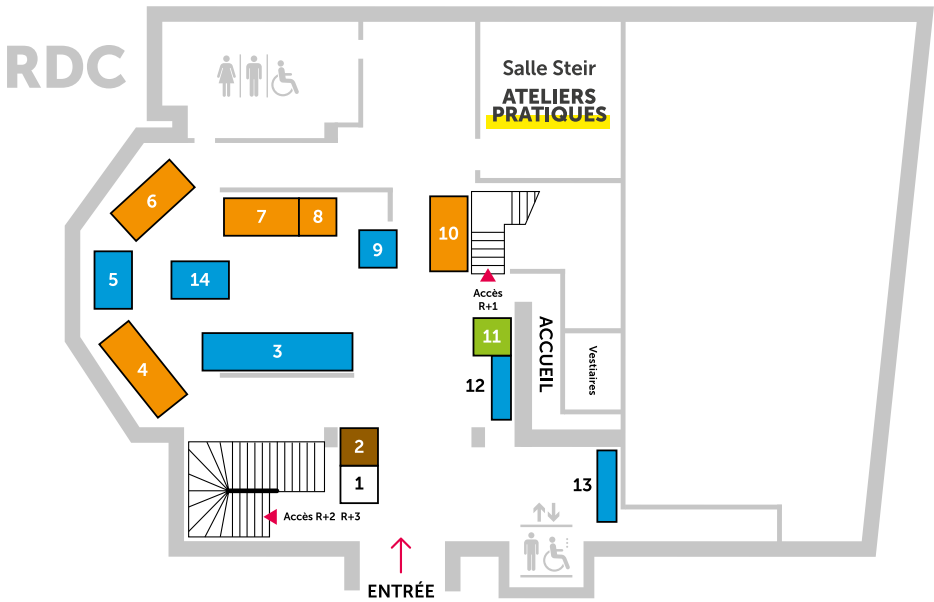 RDC
Salle Steir
ATELIERS
PRATIQUES
6
7
8
10
9
5
14
Accès
R+1
11
ACCUEIL
3
Vestiaires
4
12
2
1
13
Accès R+2 R+3
ENTRÉE